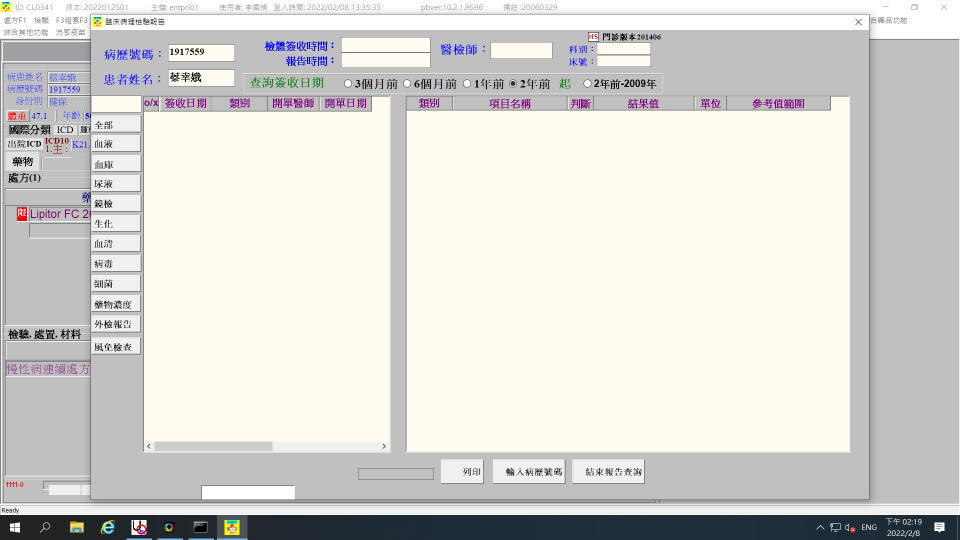 ID: CL0341 版本: 2022012501 主檔: entpri01 使用者: 李國楨 登入時間: 2022/02/08 13:35:35 pbver:10.2.1.9696 備註:20060329
處方F1 檢驗 F3組套F3
綜合其他功能 流感疫苗
合藥品功能
臨床病理檢驗報告
病歷號碼： 1917559
檢體簽收時間：
報告時間：
醫檢師：
HS 門診版本201406
科別：
床號：
患者姓名： 蔡幸娥
查詢簽收日期 3個月前 6個月前 1年前 2年前 起 2年前-2009年
病患姓名 蔡幸娥
病歷號碼 1917559
身份別 健保
體重 47.1 年齡
國際分類 ICD
出院ICD ICD10 1.主： K21.
藥物
處方(1)
限 Lipitor FC
檢驗, 處置, 材料
慢性病連續處方
1111-0
o/x 簽收日期 類別 開單醫師 開單日期
類別 項目名稱 判斷 結果值 單位 參考值範圍
全部
血液
血庫
尿液
鏡檢
生化
血清
病毒
細菌
藥物濃度
外檢報告
風免檢查
列印 輸入病歷號碼 結束報告查詢
Ready
ENG 下午 02:19
2022/2/8